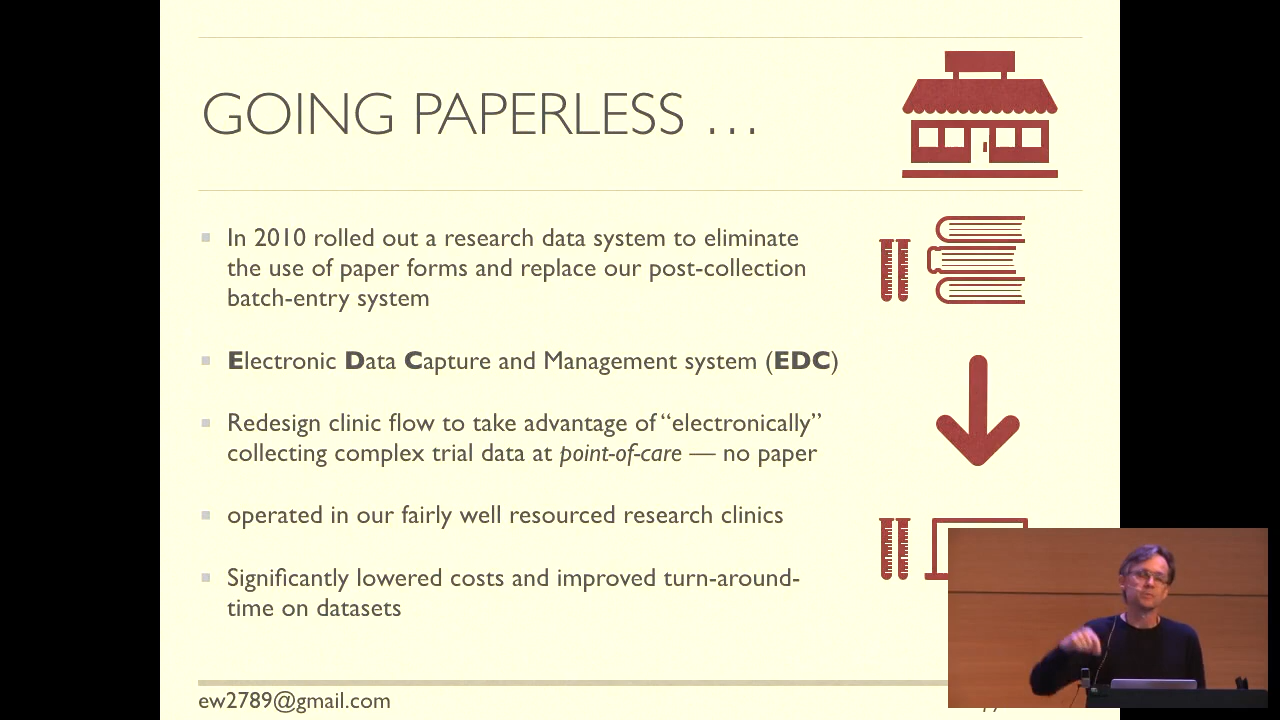 GOING PAPERLESS ...
In 2010 rolled out a research data system to eliminate
the use of paper forms and replace our post-collection
batch-entry system
Electronic Data Capture and Management system (EDC)
Redesign clinic flow to take advantage of “electronically”
collecting complex trial data at point-of-care — no paper
operated in our fairly well resourced research clinics
Significantly lowered costs and improved turn-around-
time on datasets
ew2789@gmail.com